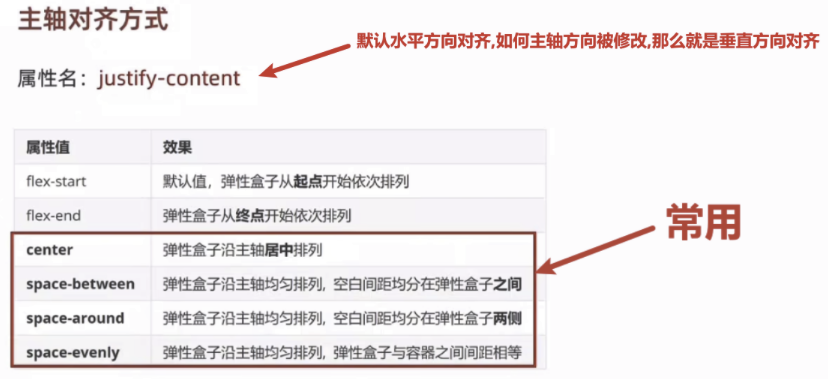 主轴对齐方式
默认水平方向对齐,如何主轴方向被修改,那么就是垂直方向对齐
属性名：justify-content
属性值 效果
flex-start 默认值，弹性盒子从起点开始依次排列
flex-end 弹性盒子从终点开始依次排列
常用
center 弹性盒子沿主轴居中排列
space-between 弹性盒子沿主轴均匀排列，空白间距均分在弹性盒子之间
space-around 弹性盒子沿主轴均匀排列，空白间距均分在弹性盒子两侧
space-evenly 弹性盒子沿主轴均匀排列，弹性盒子与容器之间间距相等